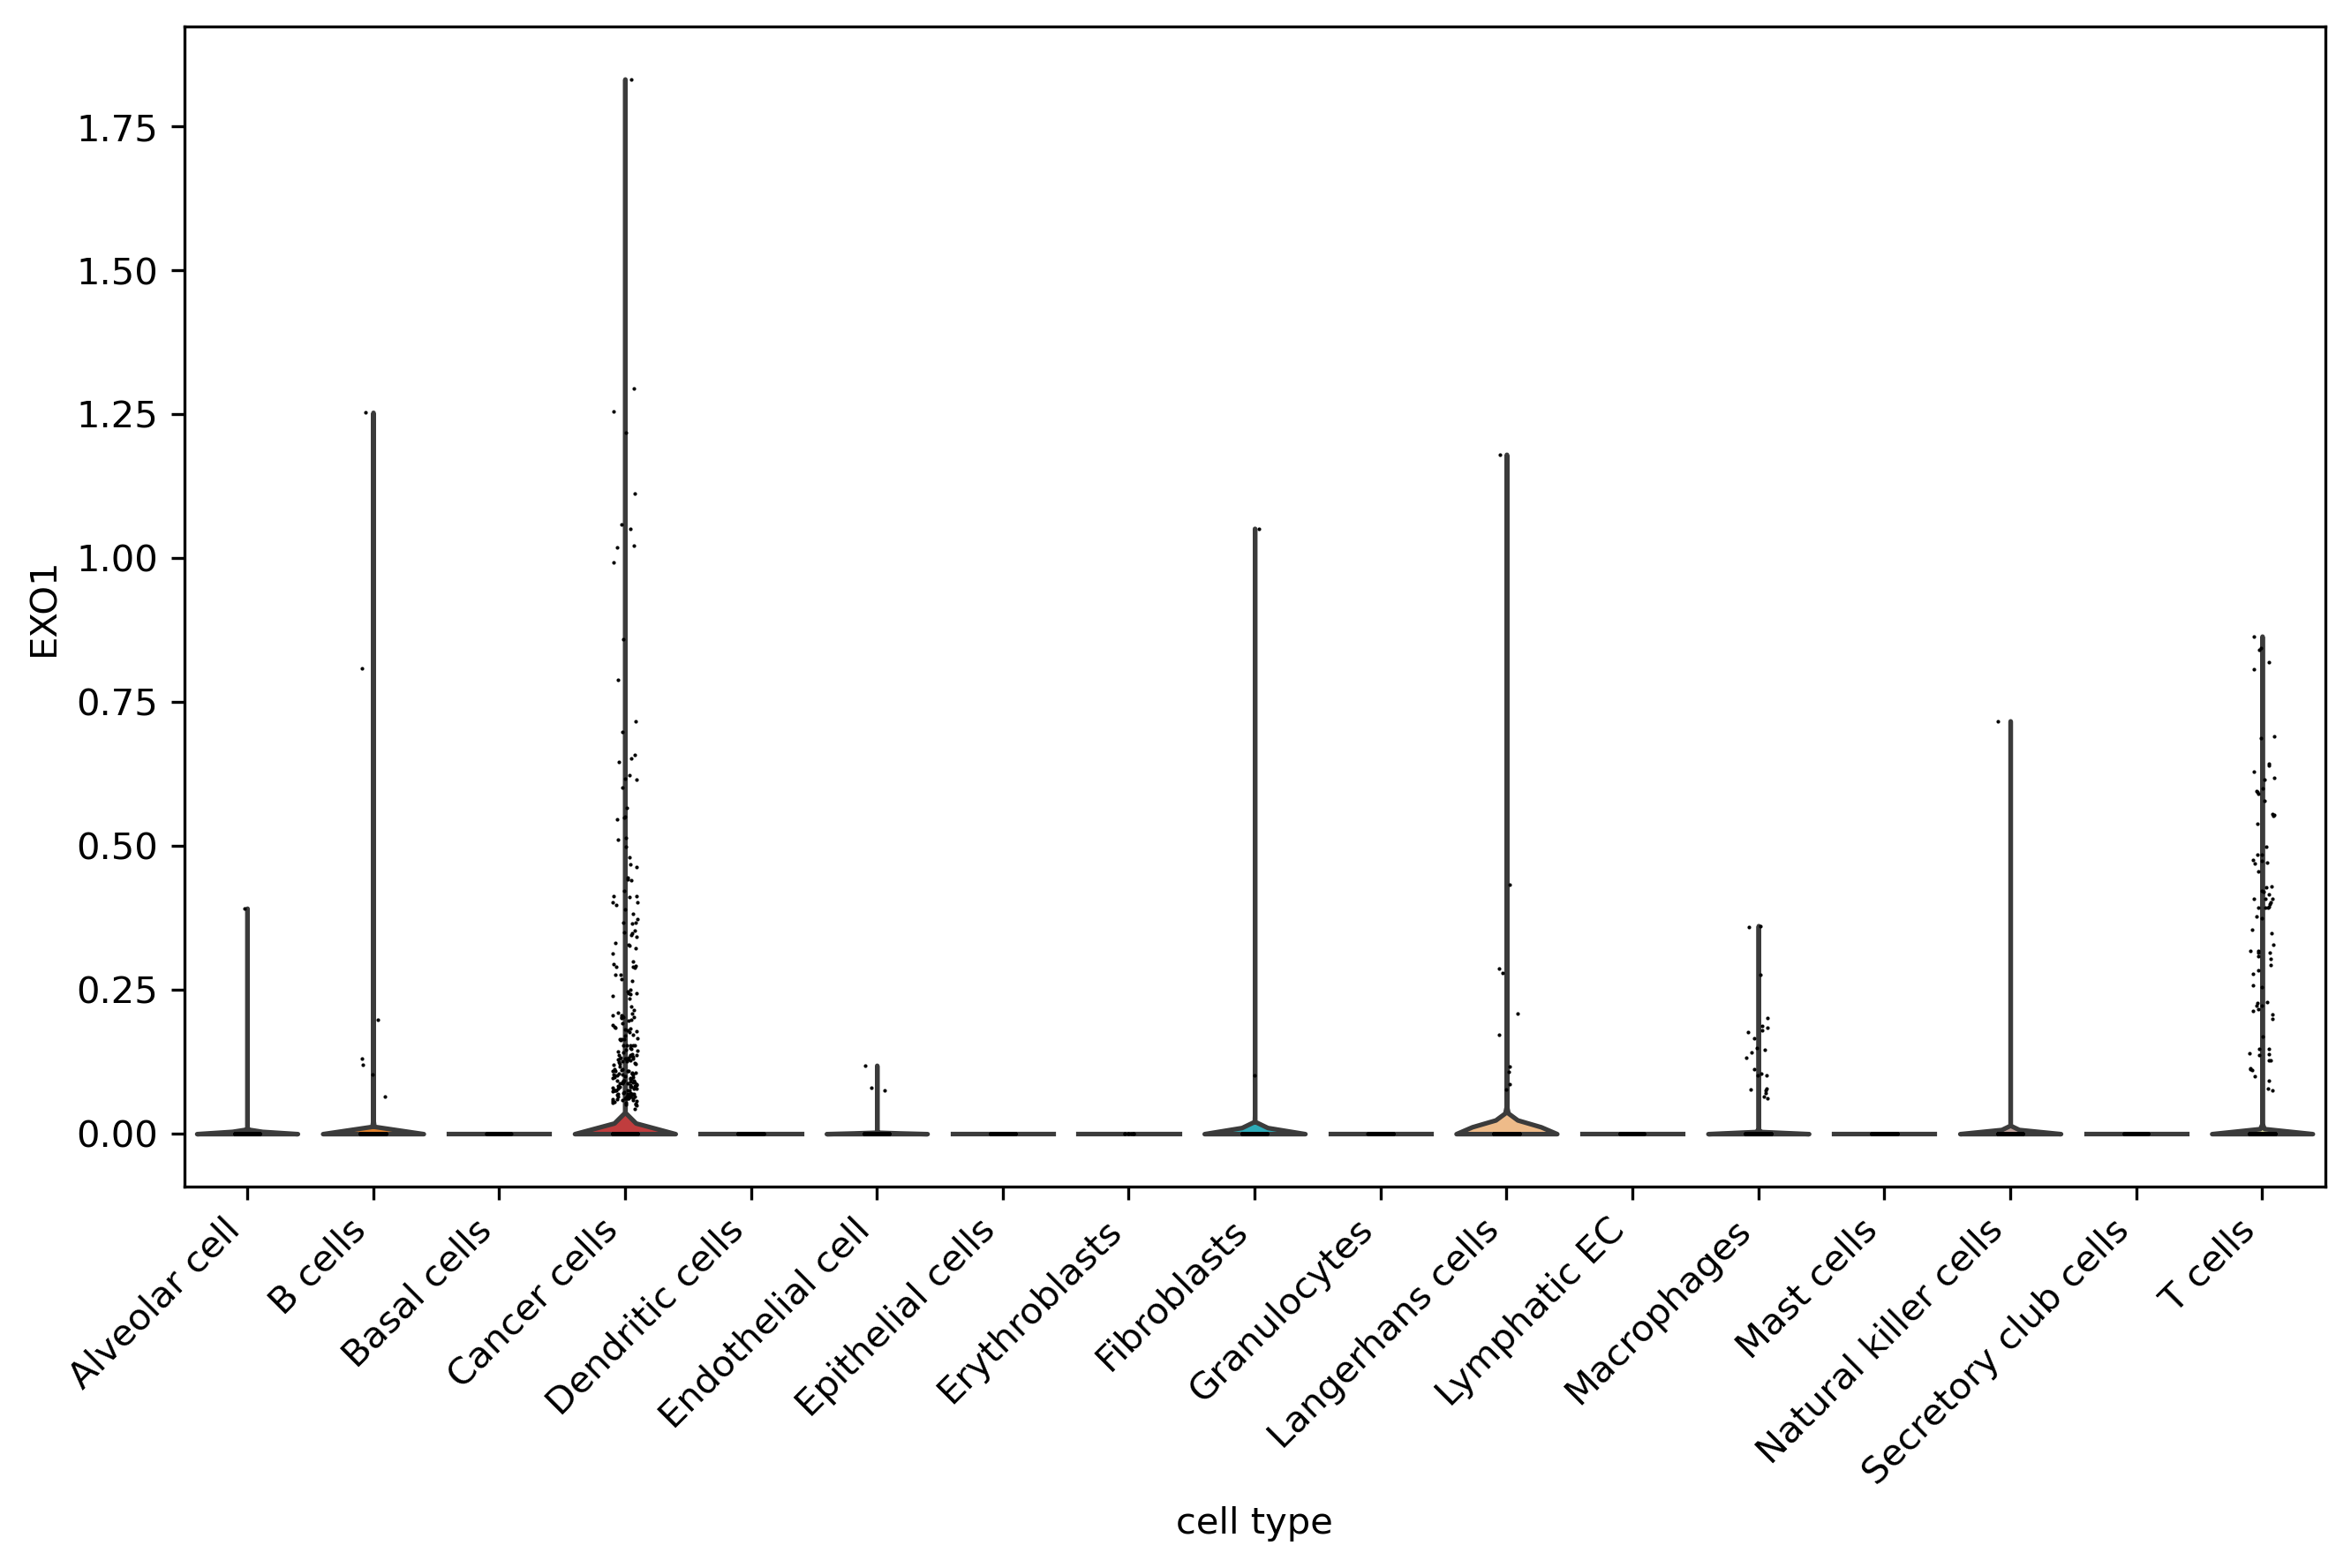 1.75
1.50
1.25
1.00
0.75
0.50
0.25
0.00
EXO1
Alveolar cell
B cells
Basal cells
Cancer cells
Dendritic cells
Endothelial cell
Epithelial cells
Erythroblasts
Fibroblasts
Granulocytes
Langerhans cells
Lymphatic EC
Macrophages
Mast cells
Natural killer cells
Secretory club cells
T cells
cell type